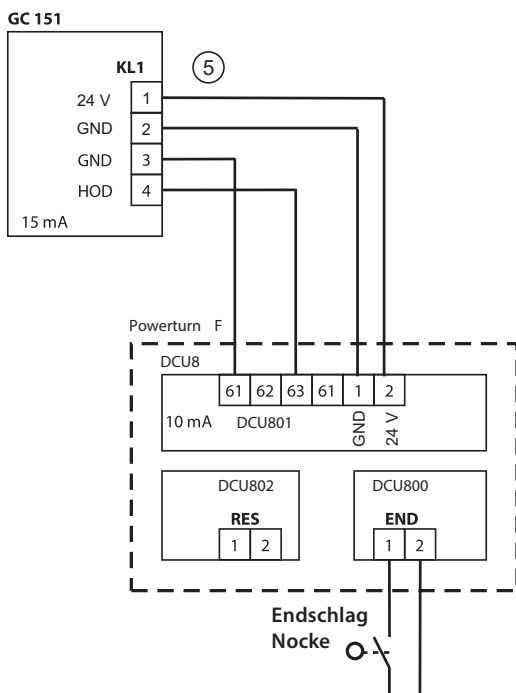 GC 151
KL1
5
24 V 1
GND 2
GND 3
HOD 4
15 mA
Powerturn F
DCU8
61 62 63 61 1 2
10 mA DCU801 GND 24 V
DCU802
RES
1 2
DCU800
END
1 2
Endschlag
Nocke